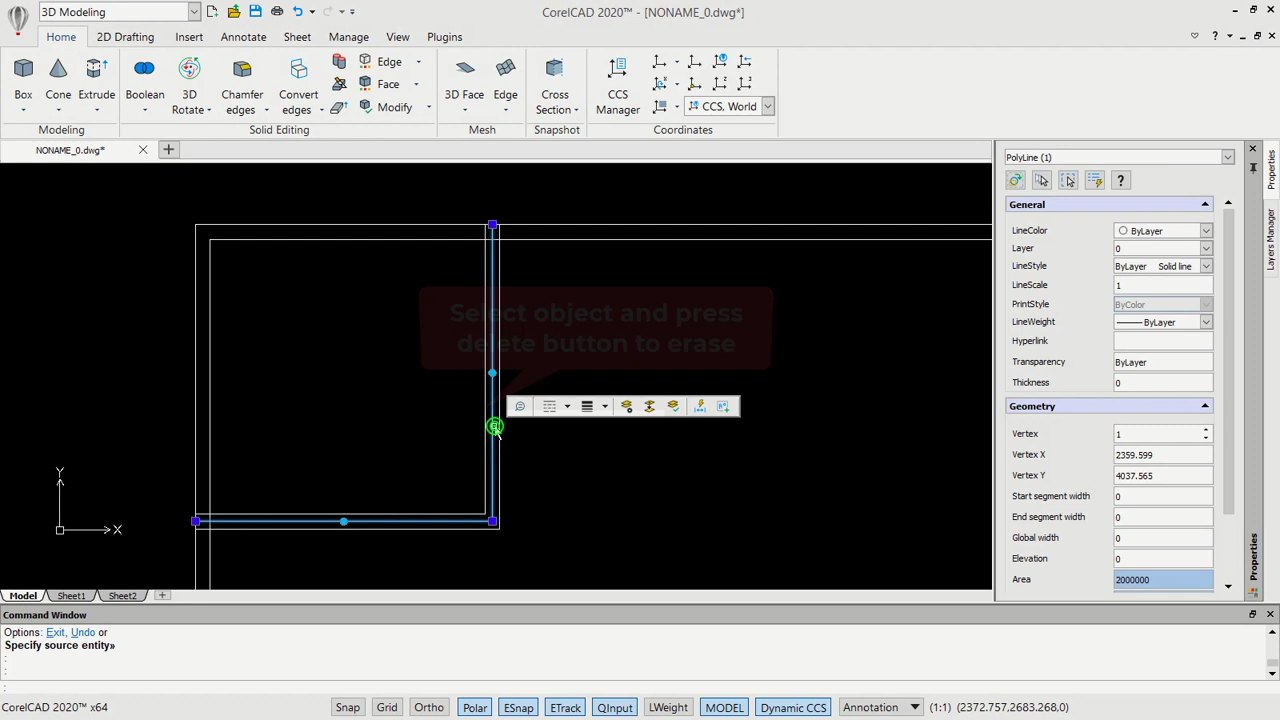 3D Modeling
CorelCAD 2020™ - [NONAME_0.dwg*]
Home
2D Drafting
Insert
Annotate
Sheet
Manage
View
Plugins
Box
Cone
Extrude
Boolean
3D
Rotate
Chamfer
edges
Convert
edges
Edge
Face
Modify
3D Face
Edge
Cross
Section
CCS
Manager
CCS, World
Modeling
Solid Editing
Mesh
Snapshot
Coordinates
NONAME_0.dwg*
Select object and press
delete button to erase
Y
X
PolyLine (1)
General
LineColor
ByLayer
Layer
0
LineStyle
ByLayer Solid line
LineScale
1
PrintStyle
ByColor
LineWeight
ByLayer
Hyperlink
Transparency
ByLayer
Thickness
0
Geometry
Vertex
1
Vertex X
2359.599
Vertex Y
4037.565
Start segment width
0
End segment width
0
Global width
0
Elevation
0
Area
2000000
Properties
Layers Manager
Properties
Model
Sheet1
Sheet2
Command Window
Options: Exit, Undo or
Specify source entity»
:
:
:
CorelCAD 2020™ x64
Snap
Grid
Ortho
Polar
ESnap
ETrack
QInput
LWeight
MODEL
Dynamic CCS
Annotation
(1:1)
(2372.757,2683.268,0)